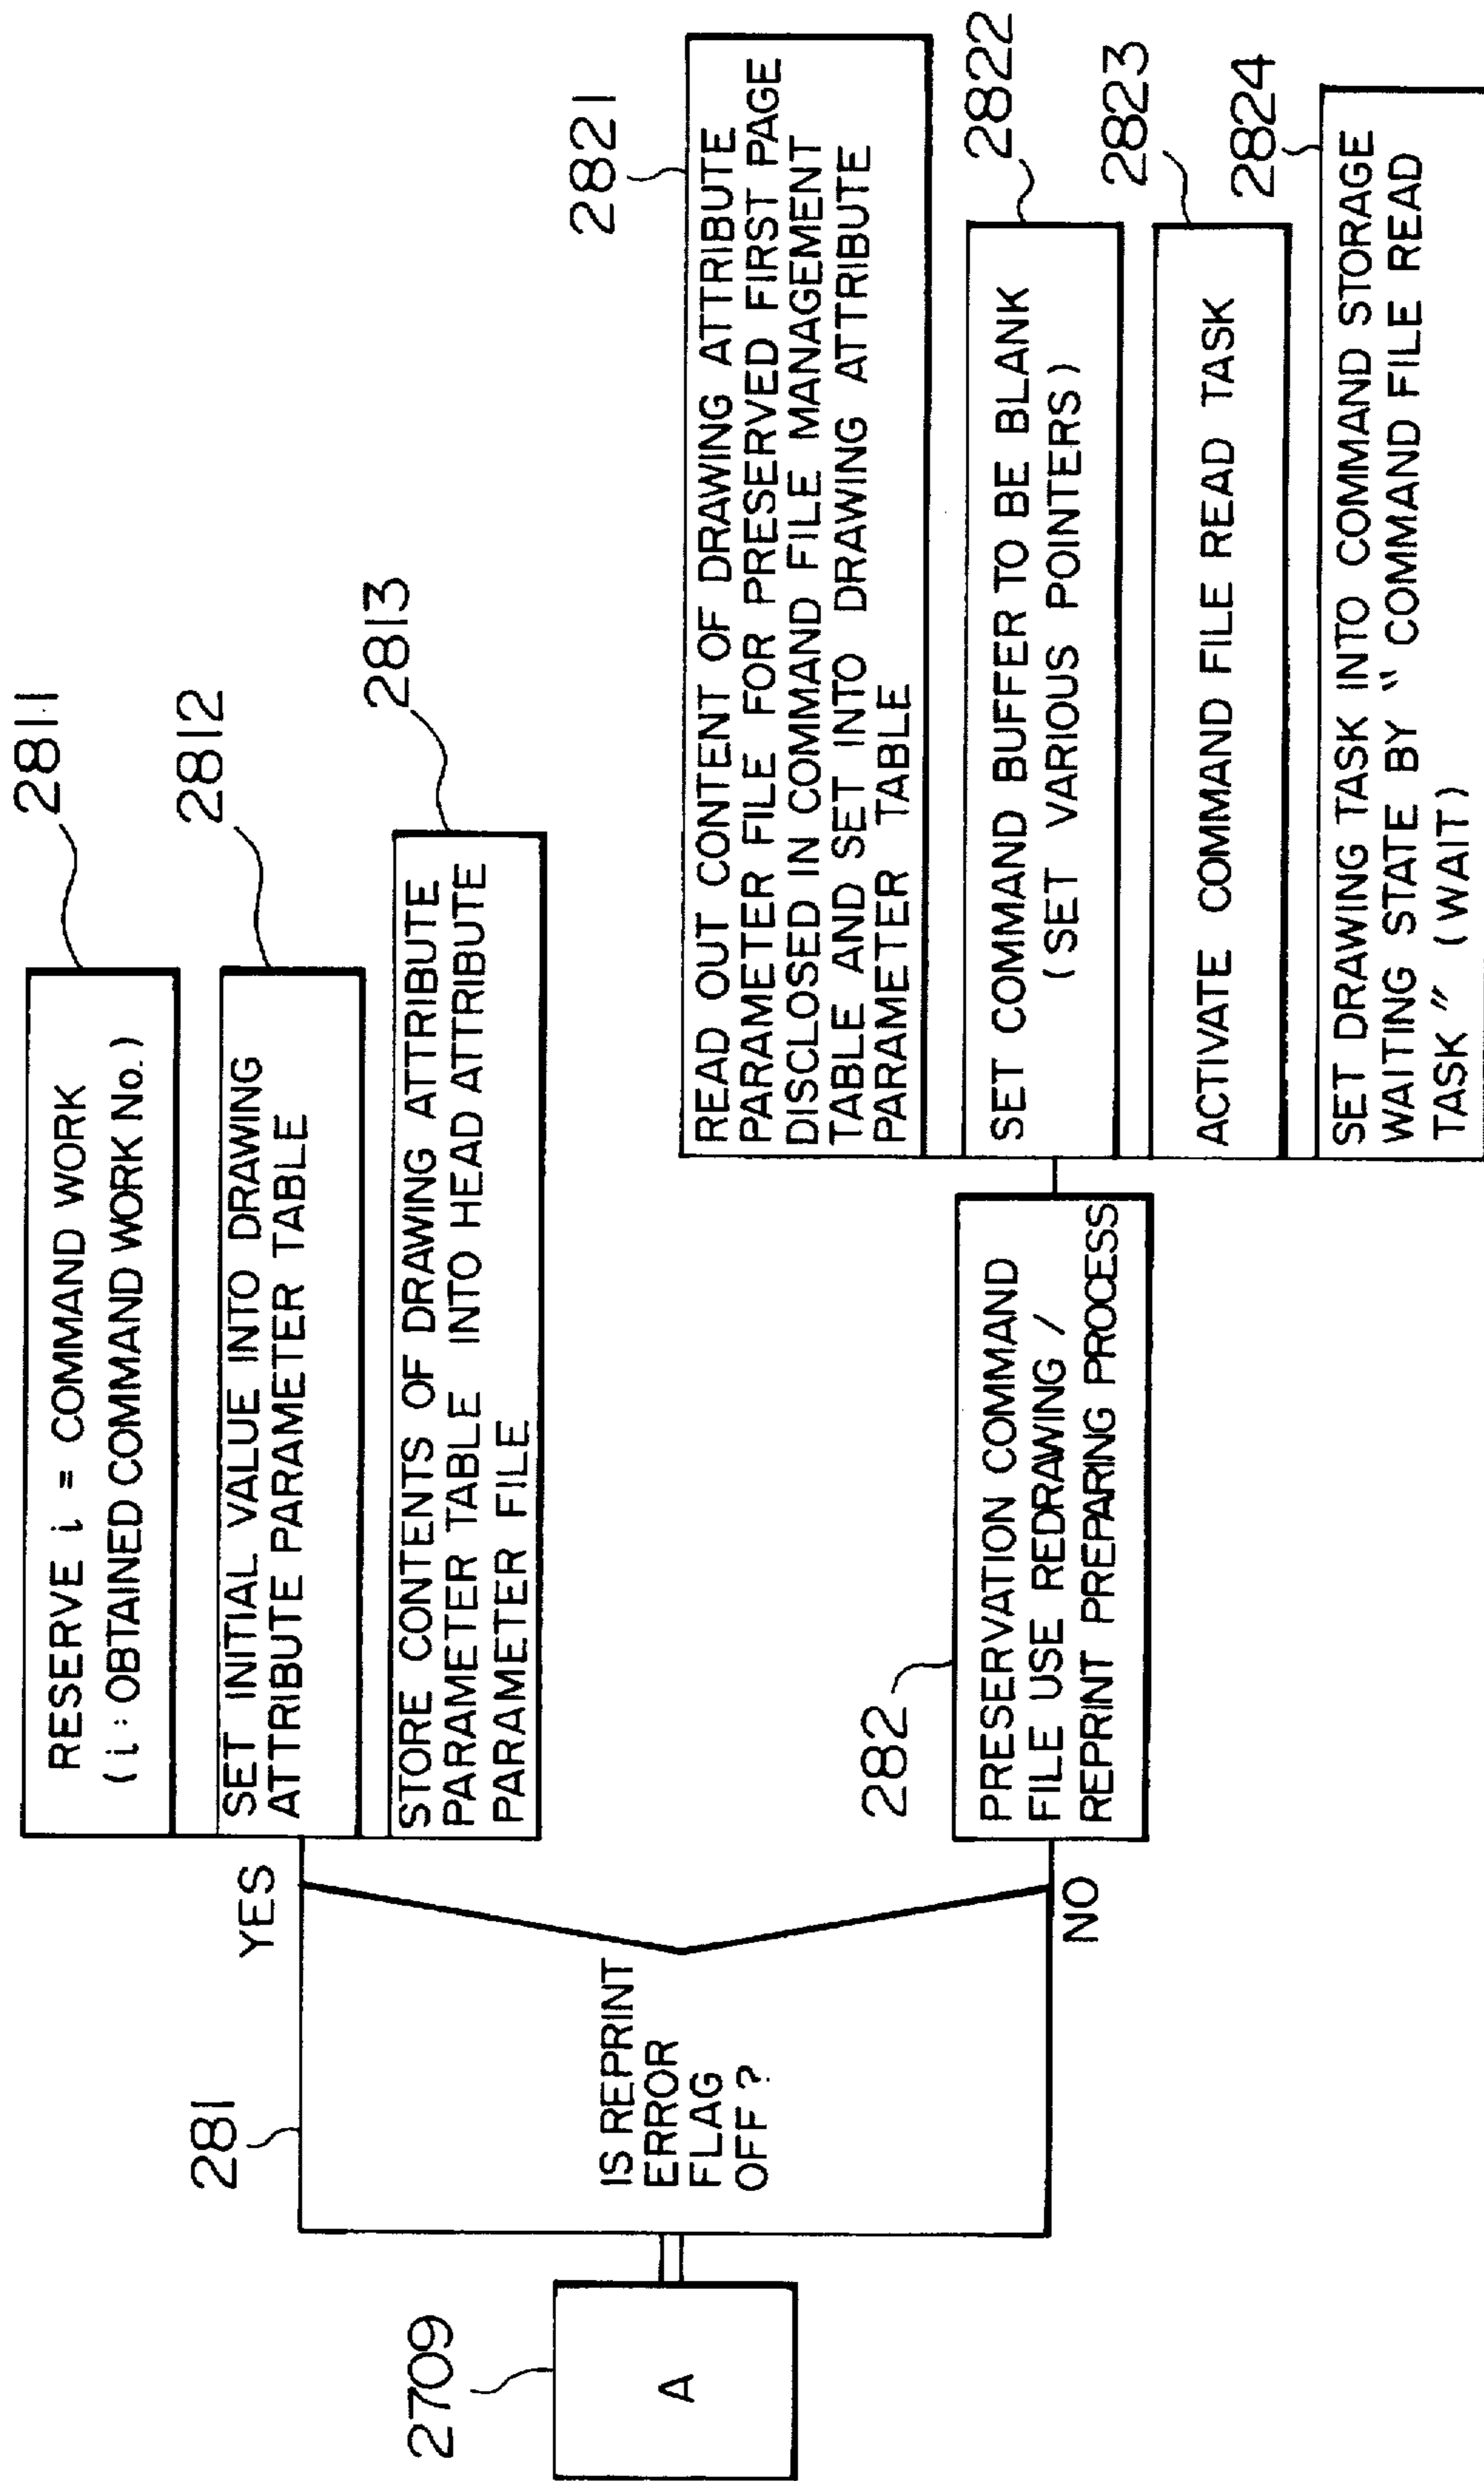 2709
A
281
IS REPRINT
ERROR
FLAG
OFF?
YES
NO
2811
RESERVE i = COMMAND WORK
(i : OBTAINED COMMAND WORK No.)
2812
SET INITIAL VALUE INTO DRAWING
ATTRIBUTE PARAMETER TABLE
2813
STORE CONTENTS OF DRAWING ATTRIBUTE
PARAMETER TABLE INTO HEAD ATTRIBUTE
PARAMETER FILE
282
PRESERVATION COMMAND
FILE USE REDRAWING /
REPRINT PREPARING PROCESS
2821
READ OUT CONTENT OF DRAWING ATTRIBUTE
PARAMETER FILE FOR PRESERVED FIRST PAGE
DISCLOSED IN COMMAND FILE MANAGEMENT
TABLE AND SET INTO DRAWING ATTRIBUTE
PARAMETER TABLE
2822
SET COMMAND BUFFER TO BE BLANK
(SET VARIOUS POINTERS)
2823
ACTIVATE COMMAND FILE READ TASK
2824
SET DRAWING TASK INTO COMMAND STORAGE
WAITING STATE BY "COMMAND FILE READ
TASK" (WAIT)